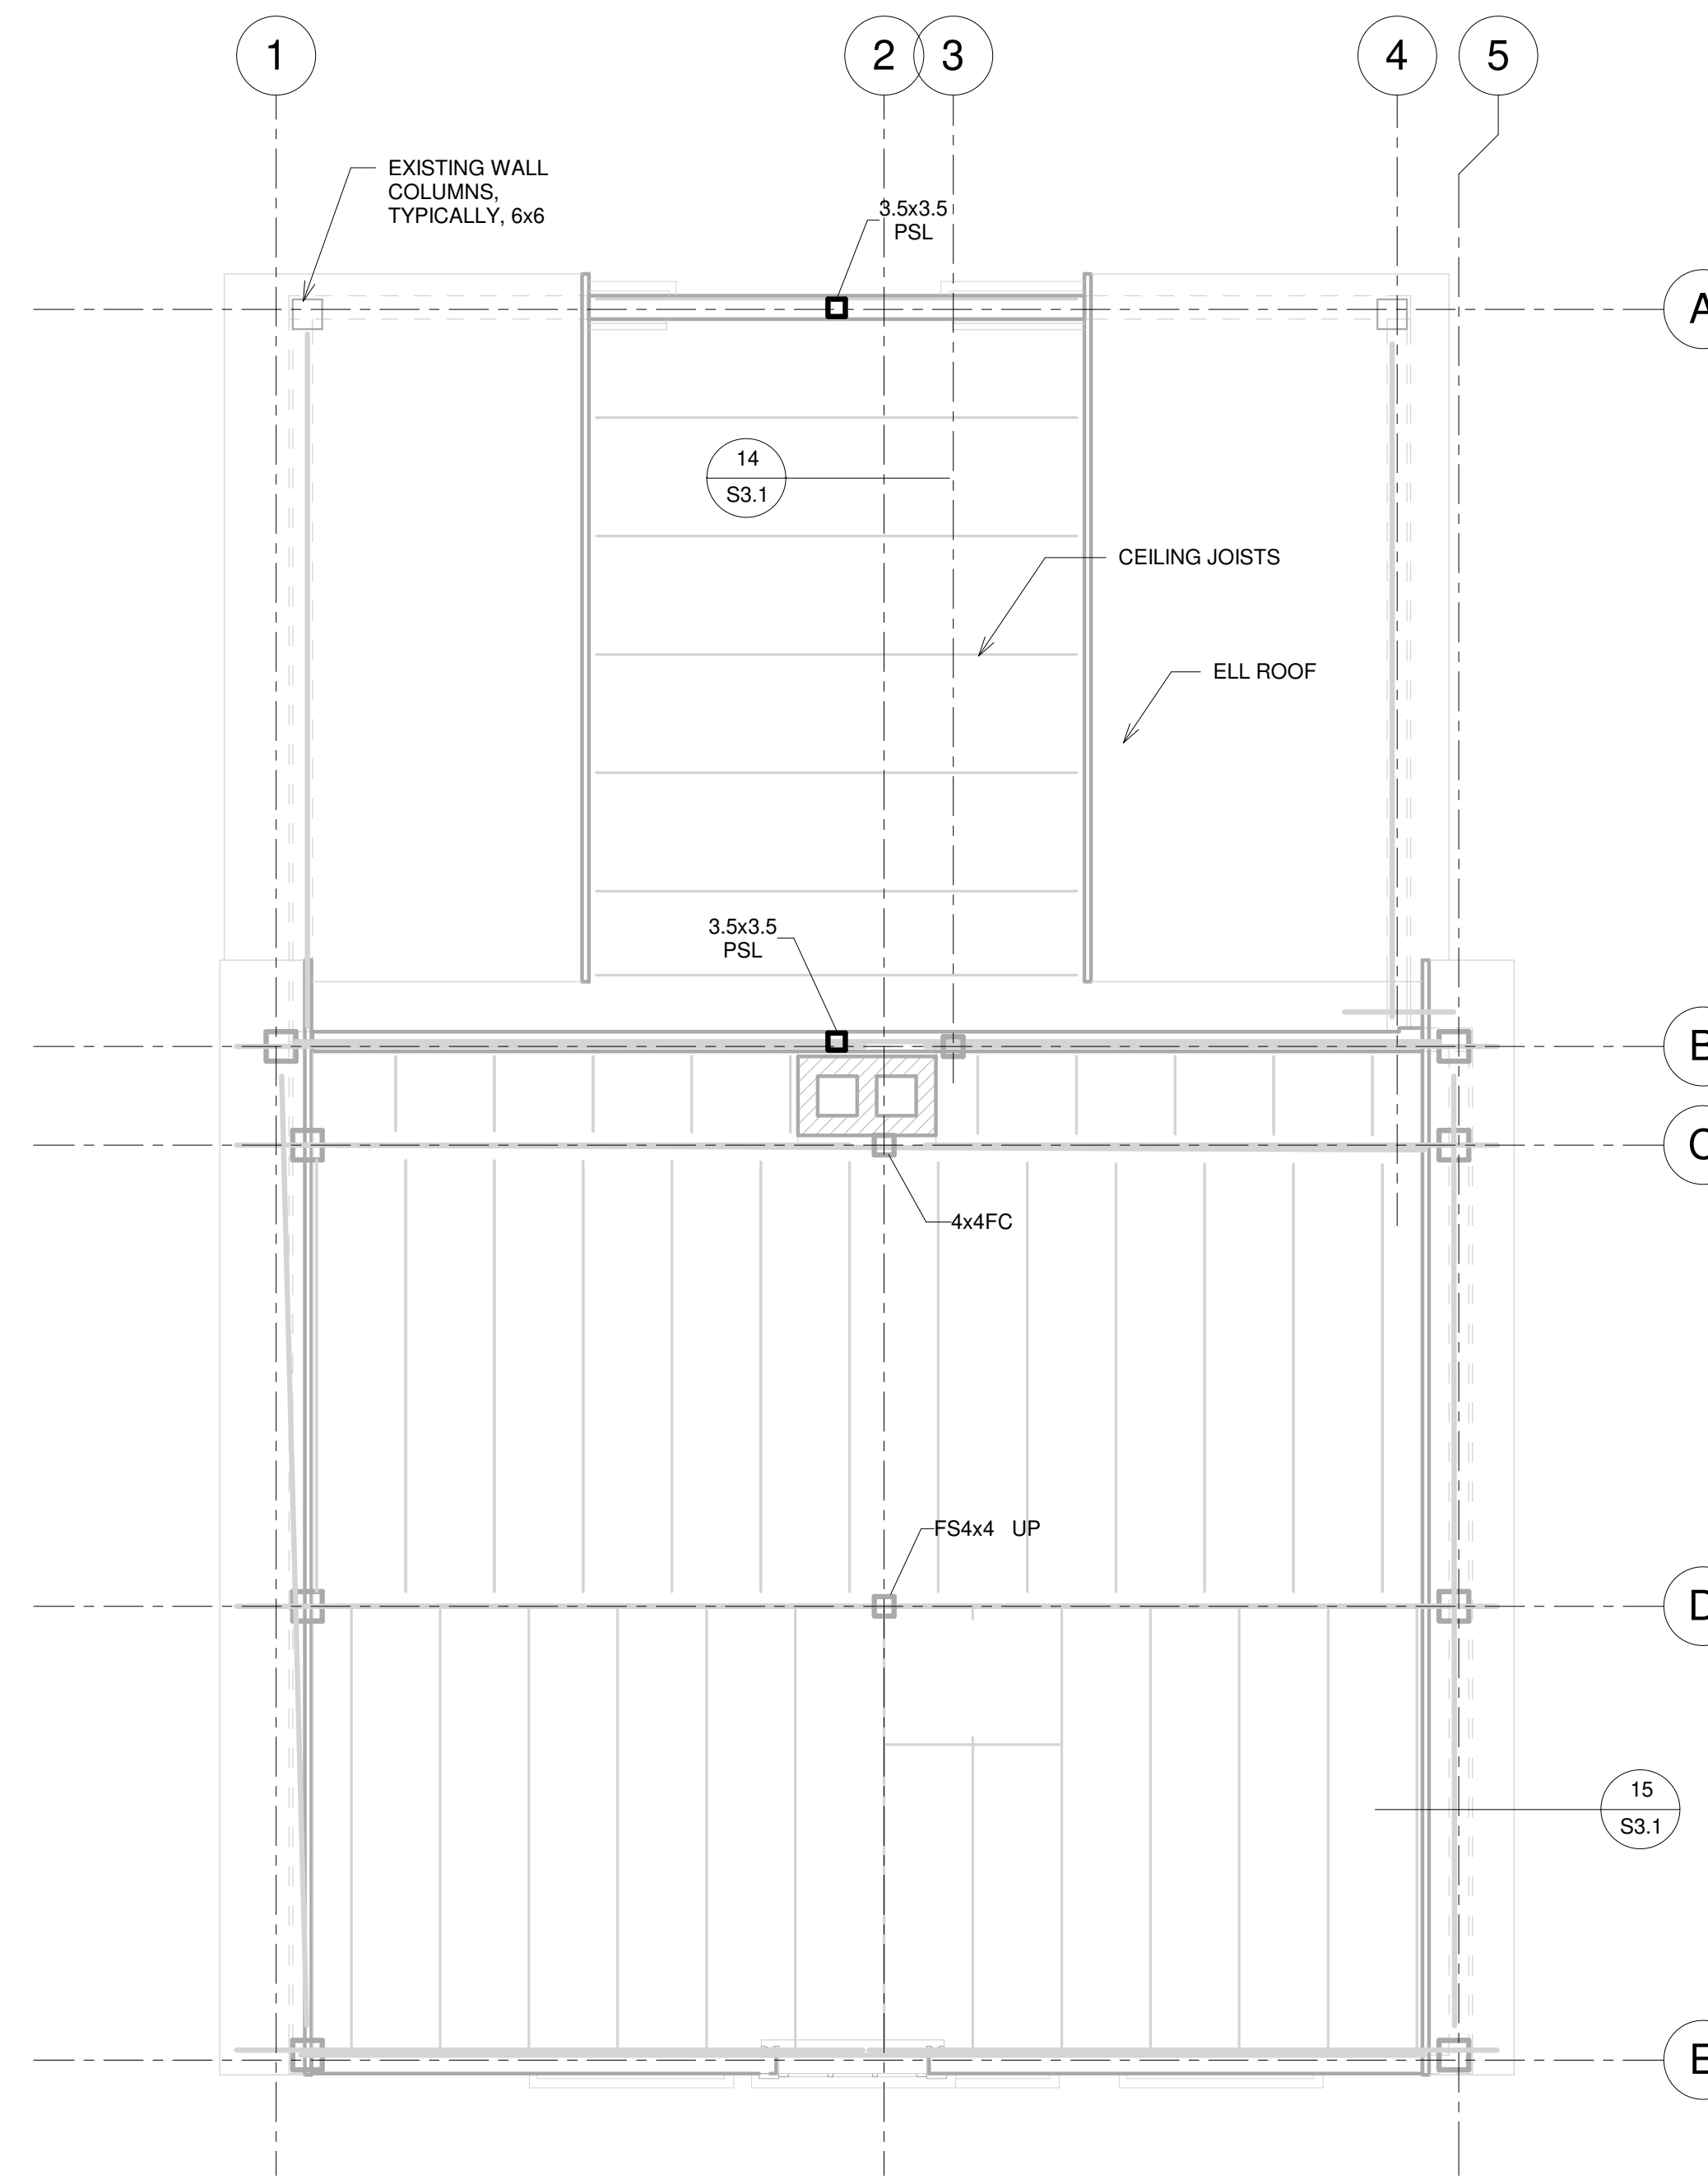 1
2
3
4
5
EXISTING WALL
COLUMNS,
TYPICALLY, 6x6
3.5x3.5
PSL
A
14
S3.1
CEILING JOISTS
ELL ROOF
3.5x3.5
PSL
B
C
4x4FC
FS4x4 UP
D
15
S3.1
E